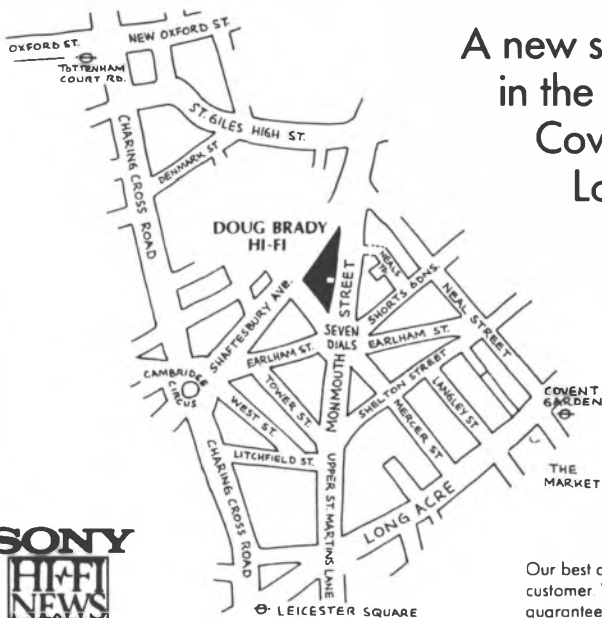 OXFORD ST.
NEW OXFORD ST.
TOTTENHAM
COURT RD.
ST. GILES HIGH ST.
CHARING CROSS ROAD
DENMARK ST
A new s
in the
Cov
Lo
DOUG BRADY
HI-FI
SHAFTESBURY AVE.
MONMOUTH STREET
NEALS
YD.
SHORTS GDNS.
NEAL STREET
SEVEN
DIALS
EARLHAM ST.
EARLHAM ST.
CAMBRIDGE
CIRCUS
TOWER ST.
WEST ST.
SHELTON STREET
LANGLEY ST
MERCER ST
COVENT
GARDEN
LITCHFIELD ST.
CHARING CROSS ROAD
UPPER ST. MARTINS LANE
LONG ACRE
THE
MARKET
LEICESTER SQUARE
SONY
HI-FI
NEWS
Our best a
customer.
guarantee